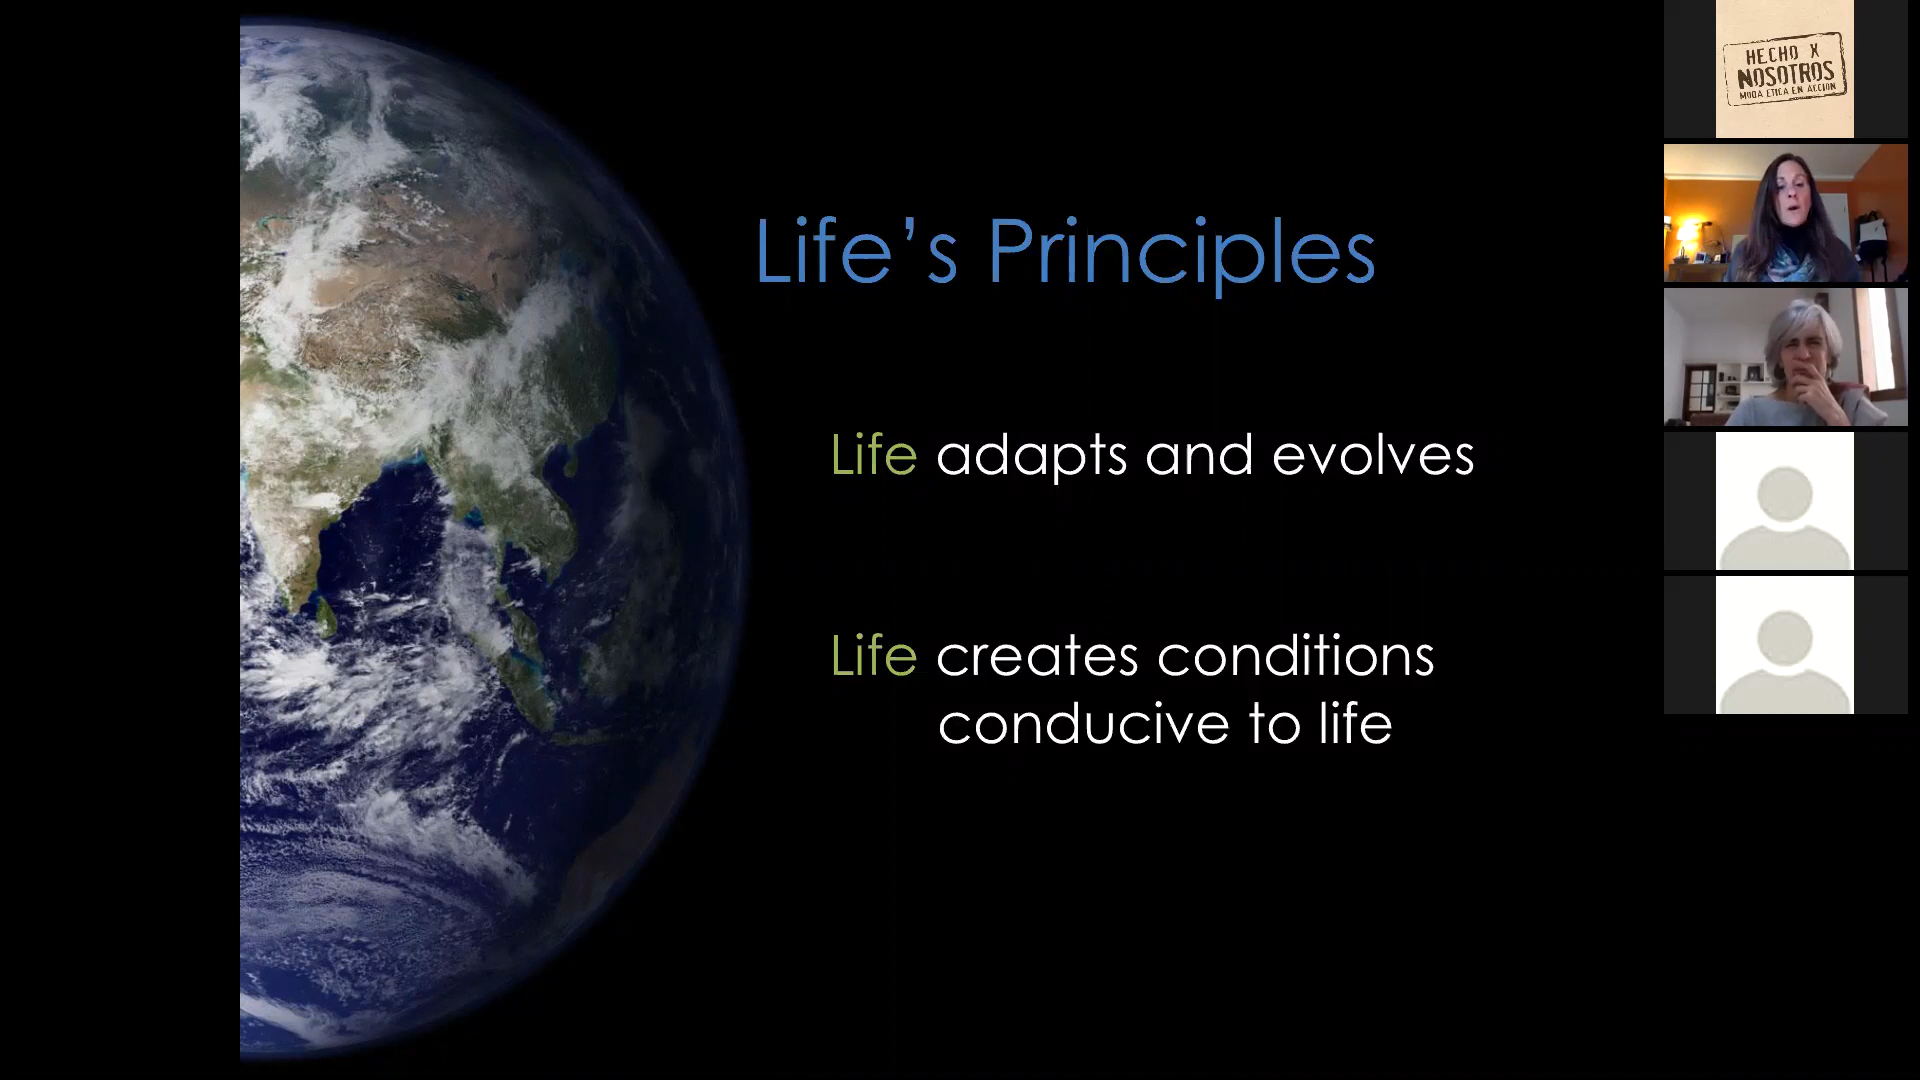 Life’s Principles
Life adapts and evolves
Life creates conditions
conducive to life
HECHO X
NOSOTROS
MODA ETICA EN ACCION